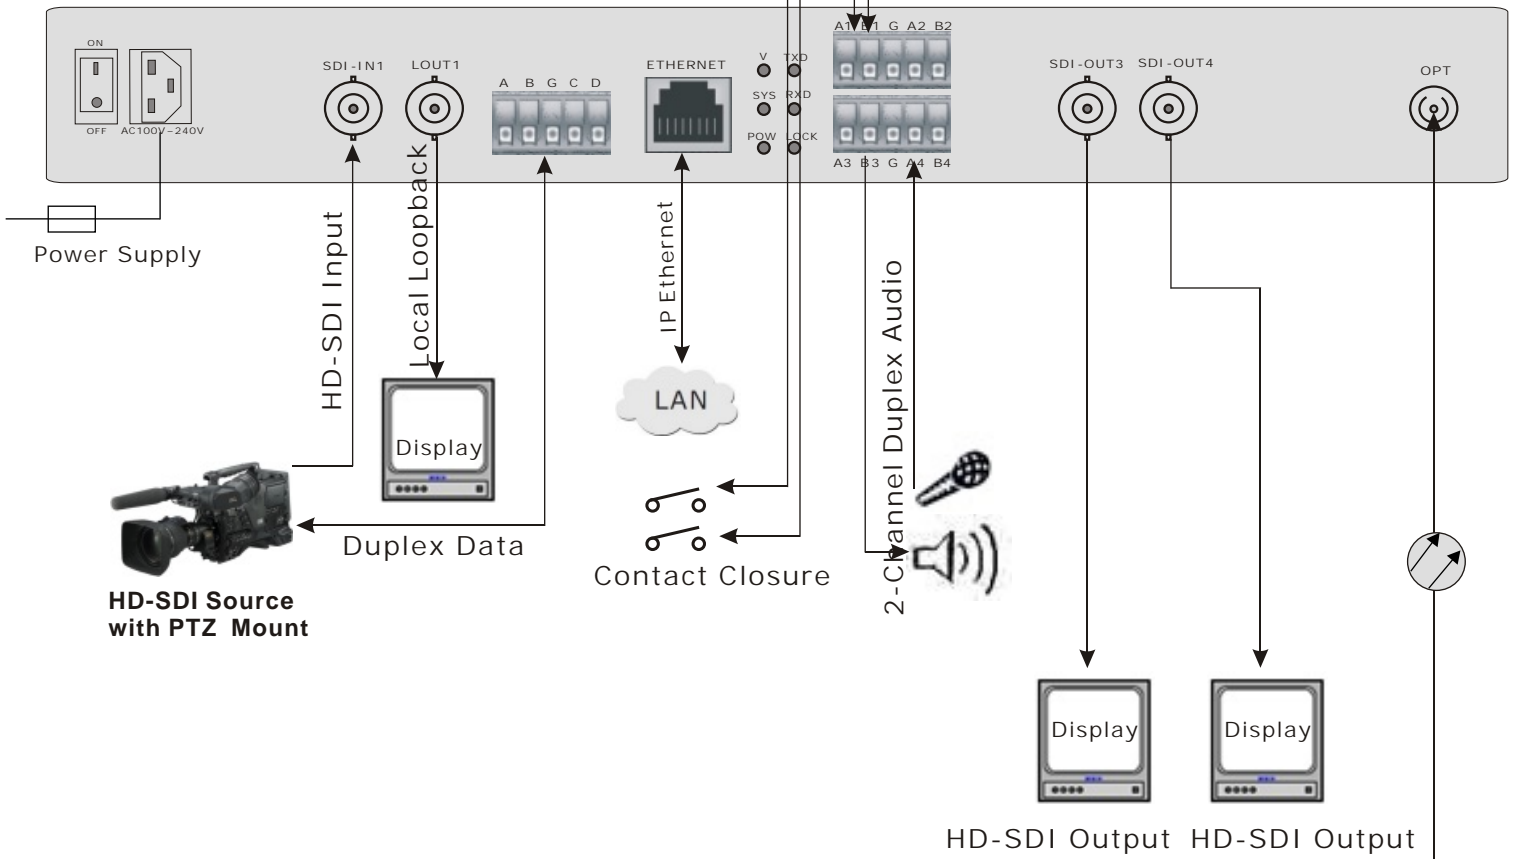 ON
OFF
AC100V~240V
SDI-IN1
LOUT1
A B G C D
ETHERNET
V TXD
SYS RXD
POW LOCK
A1 B1 G A2 B2
A3 B3 G A4 B4
SDI-OUT3
SDI-OUT4
OPT
Power Supply
HD-SDI Input
Local Loopback
IP Ethernet
2-Channel Duplex Audio
LAN
Display
Duplex Data
Contact Closure
HD-SDI Source
with PTZ Mount
Display
Display
HD-SDI Output
HD-SDI Output